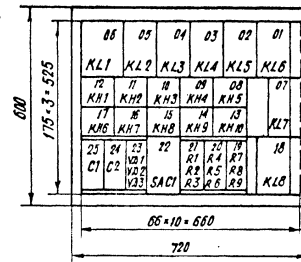 06 05 04 03 02 01
KL1 KL2 KL3 KL4 KL5 KL6
12 11 10 09 08 07
KH1 KH2 KH3 KH4 KH5
KL7
17 16 15 14 13
KH6 KH7 KH8 KH9 KH10
25 24 23 22 21 20 19 18
C1 C2 VD1 VD2 VD3 SAC1 R1 R2 R3 R4 R5 R6 R7 R8 R9 KL8
600
175×3=525
66×10=660
720